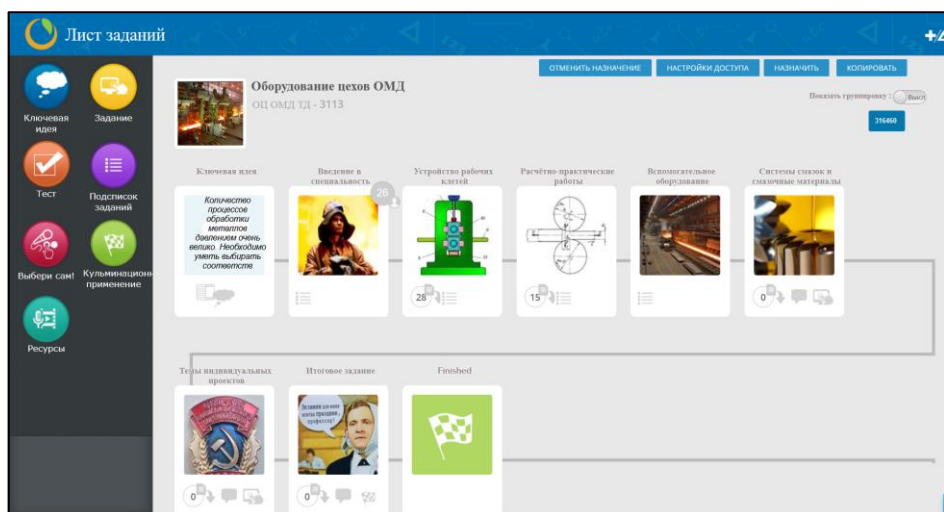 Лист заданий
ОТМЕНИТЬ НАЗНАЧЕНИЕ
НАСТРОЙКИ ДОСТУПА
НАЗНАЧИТЬ
КОПИРОВАТЬ
Оборудование цехов ОМД
ОЦ ОМД ТД - 3113
Показать группировку :
Выкл
316460
Ключевая
идея
Задание
Тест
Подсписок
заданий
Выбери сам!
Кульминационн
применение
Ресурсы
Ключевая идея
Количество
процессов
обработки
металлов
давлением очень
велико. Необходимо
уметь выбирать
соответсте
Введение в
специальность
26
Устройство рабочих
клетей
28
Расчётно-практические
работы
15
Вспомогательное
оборудование
Системы смазок и
смазочные материалы
0
Темы индивидуальных
проектов
0
Итоговое задание
0
Finished